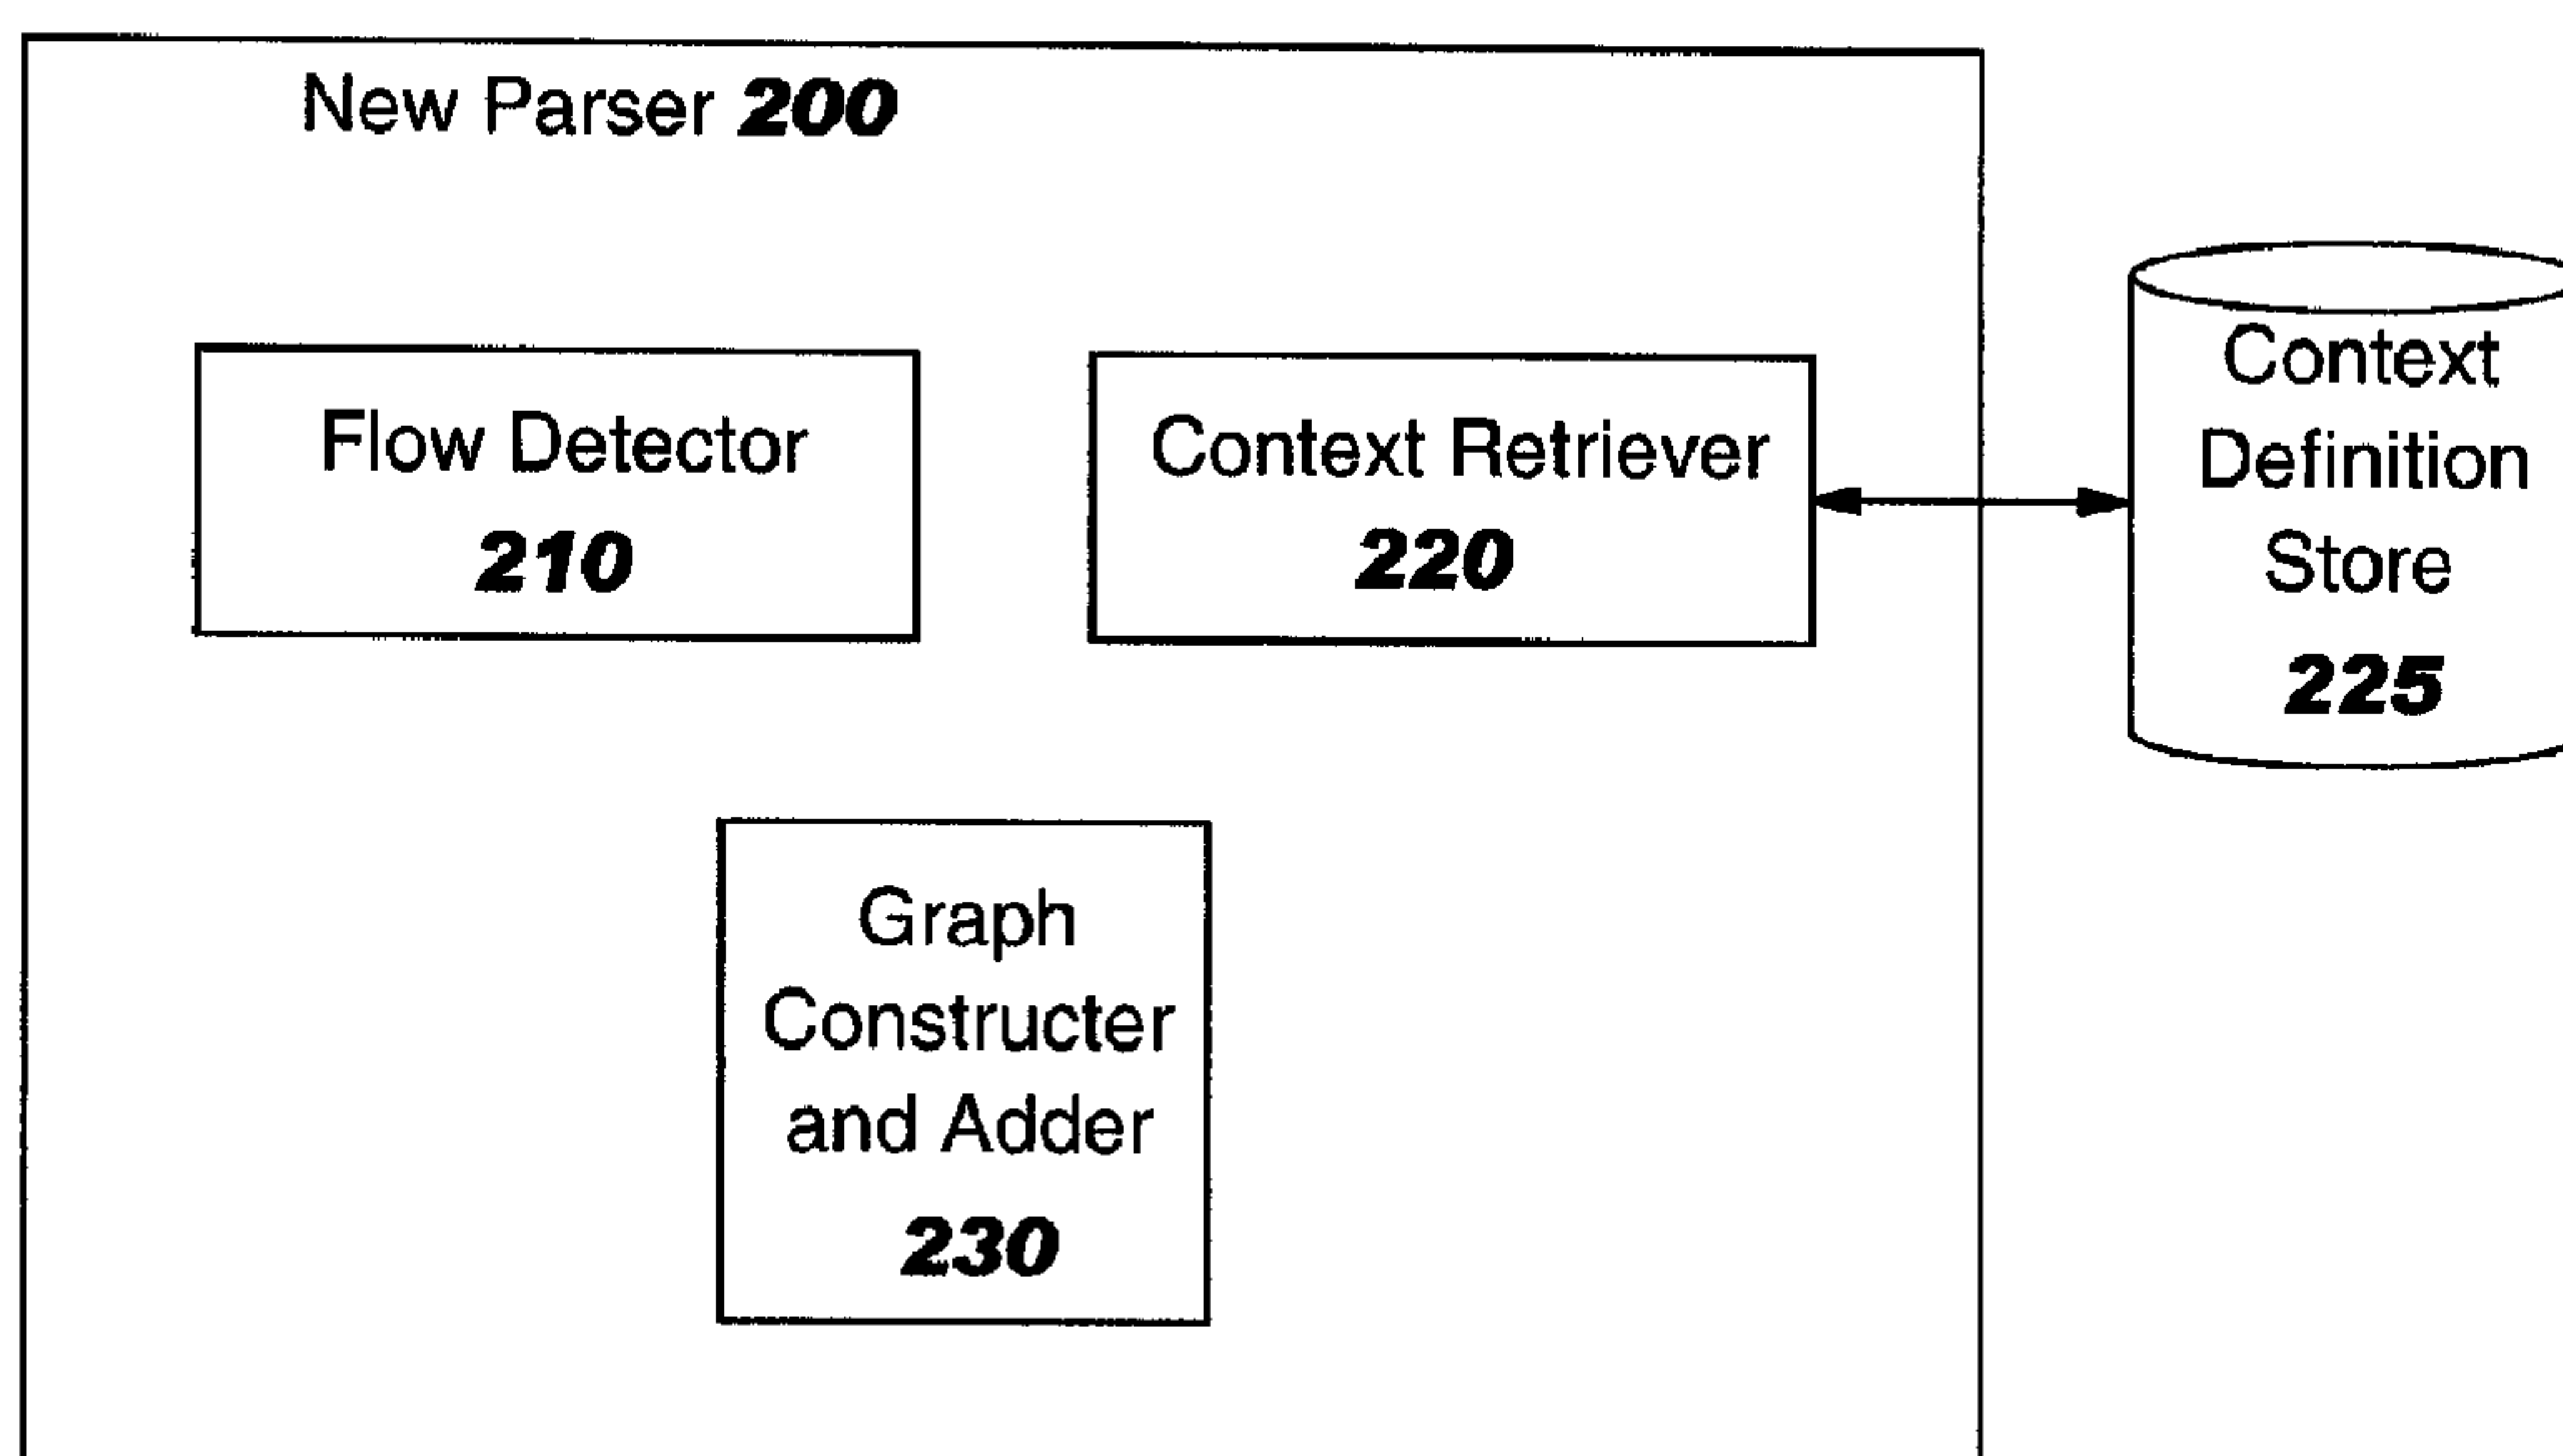 New Parser 200
Flow Detector
210
Context Retriever
220
Context
Definition
Store
225
Graph
Constructer
and Adder
230